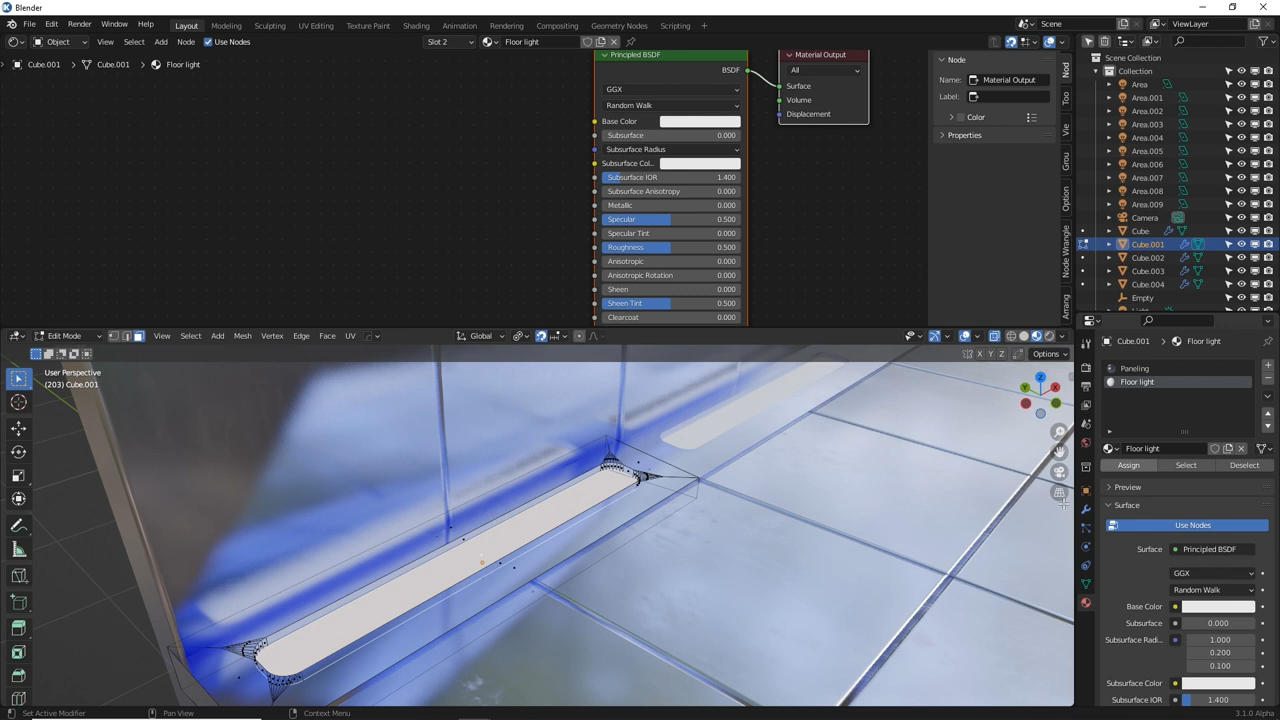 Blender
File Edit Render Window Help Layout Modeling Sculpting UV Editing Texture Paint Shading Animation Rendering Compositing Geometry Nodes Scripting + Scene ViewLayer
Object View Select Add Node Use Nodes Slot 2 Floor light
Cube.001 > Cube.001 > Floor light
Principled BSDF
BSDF
GGX
Random Walk
Base Color
Subsurface 0.000
Subsurface Radius
Subsurface Col..
Subsurface IOR 1.400
Subsurface Anisotropy 0.000
Metallic 0.000
Specular 0.500
Specular Tint 0.000
Roughness 0.500
Anisotropic 0.000
Anisotropic Rotation 0.000
Sheen 0.000
Sheen Tint 0.500
Clearcoat 0.000
Material Output
All
Surface
Volume
Displacement
Node
Name: Material Output
Label:
Color
Properties
Nod
Too
Vie
Grou
Option
Node Wrangle
Arrang
Scene Collection
Collection
Area
Area.001
Area.002
Area.003
Area.004
Area.005
Area.006
Area.007
Area.008
Area.009
Camera
Cube
Cube.001
Cube.002
Cube.003
Cube.004
Empty
Edit Mode View Select Add Mesh Vertex Edge Face UV Global
X Y Z Options
User Perspective
(203) Cube.001
Z
Y
X
Cube.001 > Floor light
Paneling
Floor light
Floor light
Assign Select Deselect
Preview
Surface
Use Nodes
Surface Principled BSDF
GGX
Random Walk
Base Color
Subsurface 0.000
Subsurface Radi.. 1.000
0.200
0.100
Subsurface Color
Subsurface IOR 1.400
Set Active Modifier Pan View Context Menu 3.1.0 Alpha